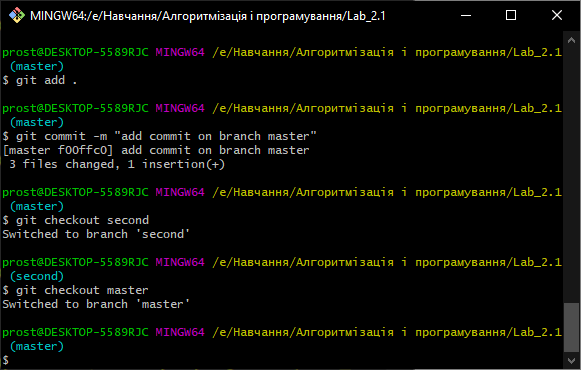 MINGW64:/e/Навчання/Алгоритмізація і програмування/Lab_2.1
prost@DESKTOP-5589RJC MINGW64 /e/Навчання/Алгоритмізація і програмування/Lab_2.1
(master)
$ git add .
prost@DESKTOP-5589RJC MINGW64 /e/Навчання/Алгоритмізація і програмування/Lab_2.1
(master)
$ git commit -m "add commit on branch master"
[master f00ffc0] add commit on branch master
3 files changed, 1 insertion(+)
prost@DESKTOP-5589RJC MINGW64 /e/Навчання/Алгоритмізація і програмування/Lab_2.1
(master)
$ git checkout second
Switched to branch 'second'
prost@DESKTOP-5589RJC MINGW64 /e/Навчання/Алгоритмізація і програмування/Lab_2.1
(second)
$ git checkout master
Switched to branch 'master'
prost@DESKTOP-5589RJC MINGW64 /e/Навчання/Алгоритмізація і програмування/Lab_2.1
(master)
$